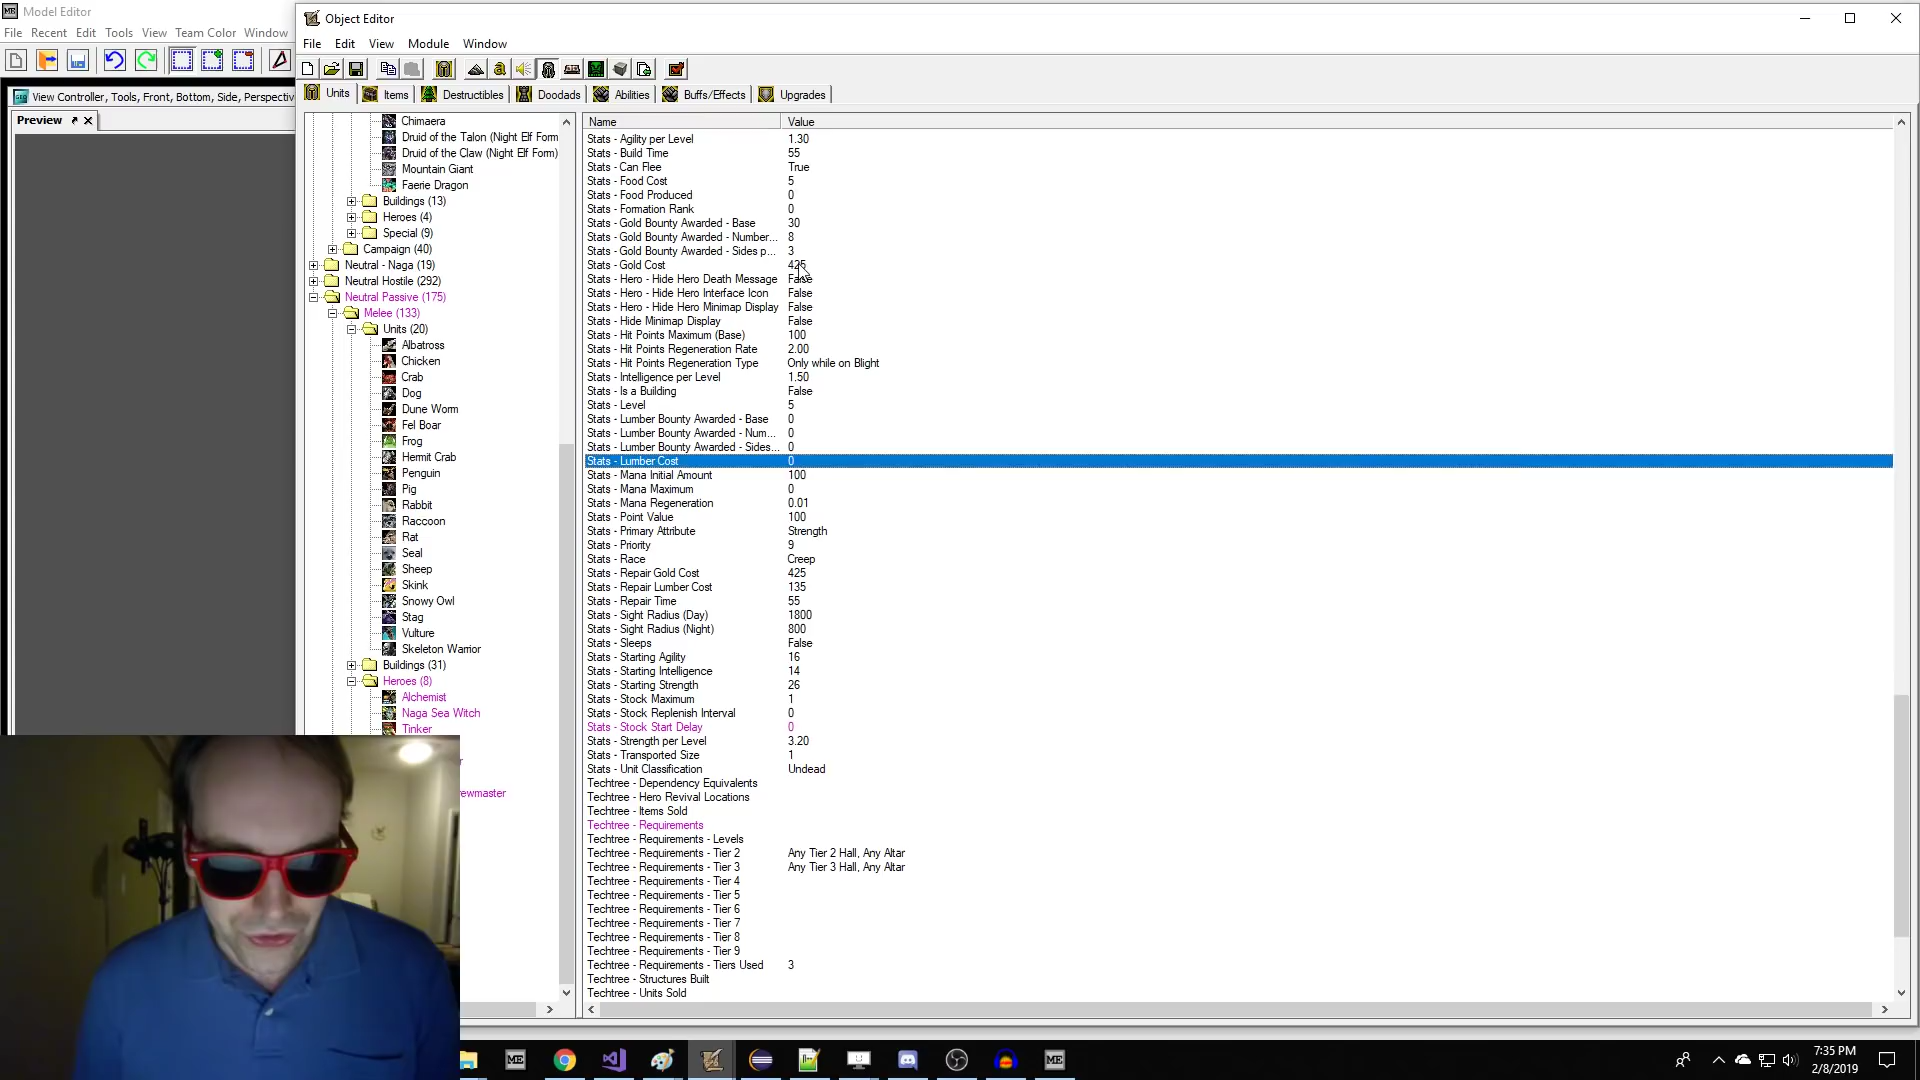 Model Editor
File Recent Edit Tools View Team Color Window
View Controller, Tools, Front, Bottom, Side, Perspectiv
Preview
Object Editor
File Edit View Module Window
Units Items Destructibles Doodads Abilities Buffs/Effects Upgrades
Chimaera
Druid of the Talon (Night Elf Form
Druid of the Claw (Night Elf Form)
Mountain Giant
Faerie Dragon
Buildings (13)
Heroes (4)
Special (9)
Campaign (40)
Neutral - Naga (19)
Neutral Hostile (292)
Neutral Passive (175)
Melee (133)
Units (20)
Albatross
Chicken
Crab
Dog
Dune Worm
Fel Boar
Frog
Hermit Crab
Penguin
Pig
Rabbit
Raccoon
Rat
Seal
Sheep
Skink
Snowy Owl
Stag
Vulture
Skeleton Warrior
Buildings (31)
Heroes (8)
Alchemist
Naga Sea Witch
Tinker
ewmaster
Name Value
Stats - Agility per Level 1.30
Stats - Build Time 55
Stats - Can Flee True
Stats - Food Cost 5
Stats - Food Produced 0
Stats - Formation Rank 0
Stats - Gold Bounty Awarded - Base 30
Stats - Gold Bounty Awarded - Number... 8
Stats - Gold Bounty Awarded - Sides p... 3
Stats - Gold Cost 425
Stats - Hero - Hide Hero Death Message False
Stats - Hero - Hide Hero Interface Icon False
Stats - Hero - Hide Hero Minimap Display False
Stats - Hide Minimap Display False
Stats - Hit Points Maximum (Base) 100
Stats - Hit Points Regeneration Rate 2.00
Stats - Hit Points Regeneration Type Only while on Blight
Stats - Intelligence per Level 1.50
Stats - Is a Building False
Stats - Level 5
Stats - Lumber Bounty Awarded - Base 0
Stats - Lumber Bounty Awarded - Num... 0
Stats - Lumber Bounty Awarded - Sides... 0
Stats - Lumber Cost 0
Stats - Mana Initial Amount 100
Stats - Mana Maximum 0
Stats - Mana Regeneration 0.01
Stats - Point Value 100
Stats - Primary Attribute Strength
Stats - Priority 9
Stats - Race Creep
Stats - Repair Gold Cost 425
Stats - Repair Lumber Cost 135
Stats - Repair Time 55
Stats - Sight Radius (Day) 1800
Stats - Sight Radius (Night) 800
Stats - Sleeps False
Stats - Starting Agility 16
Stats - Starting Intelligence 14
Stats - Starting Strength 26
Stats - Stock Maximum 1
Stats - Stock Replenish Interval 0
Stats - Stock Start Delay 0
Stats - Strength per Level 3.20
Stats - Transported Size 1
Stats - Unit Classification Undead
Techtree - Dependency Equivalents
Techtree - Hero Revival Locations
Techtree - Items Sold
Techtree - Requirements
Techtree - Requirements - Levels
Techtree - Requirements - Tier 2 Any Tier 2 Hall, Any Altar
Techtree - Requirements - Tier 3 Any Tier 3 Hall, Any Altar
Techtree - Requirements - Tier 4
Techtree - Requirements - Tier 5
Techtree - Requirements - Tier 6
Techtree - Requirements - Tier 7
Techtree - Requirements - Tier 8
Techtree - Requirements - Tier 9
Techtree - Requirements - Tiers Used 3
Techtree - Structures Built
Techtree - Units Sold
ME ME
7:35 PM
2/8/2019